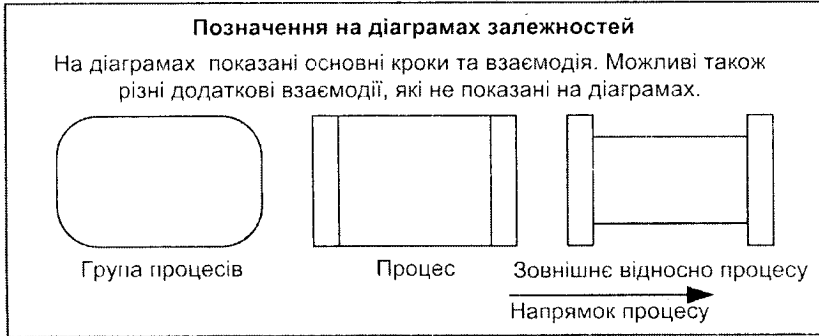 Позначення на діаграмах залежностей
На діаграмах показані основні кроки та взаємодія. Можливі також
різні додаткові взаємодії, які не показані на діаграмах.
Група процесів
Процес
Зовнішнє відносно процесу
Напрямок процесу